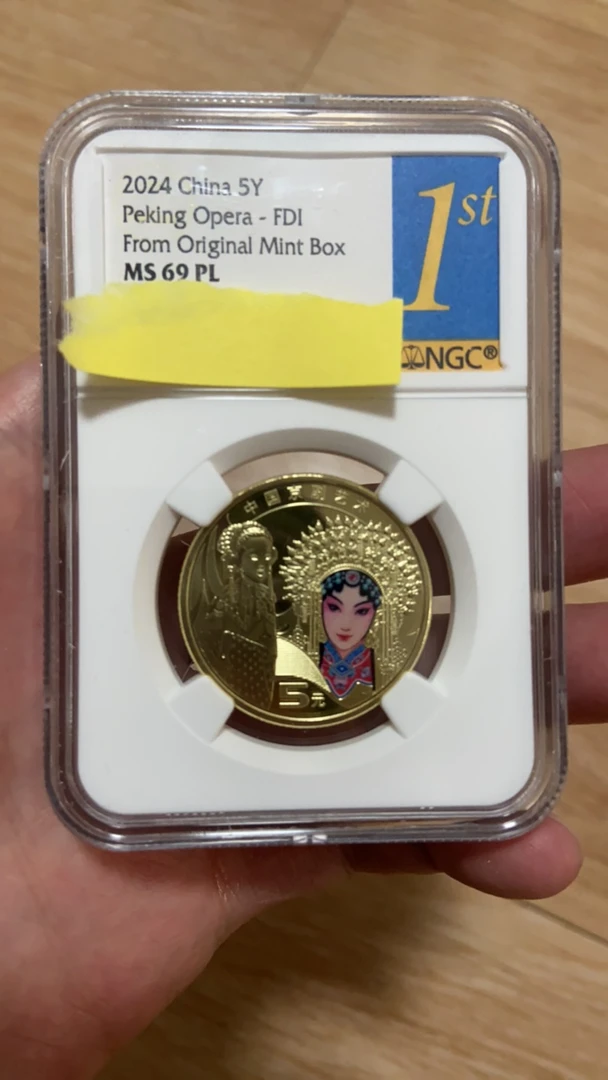 2024 China 5Y
Peking Opera - FDI
From Original Mint Box
MS 69 PL
1st
NGC®
中国京剧艺术
5元